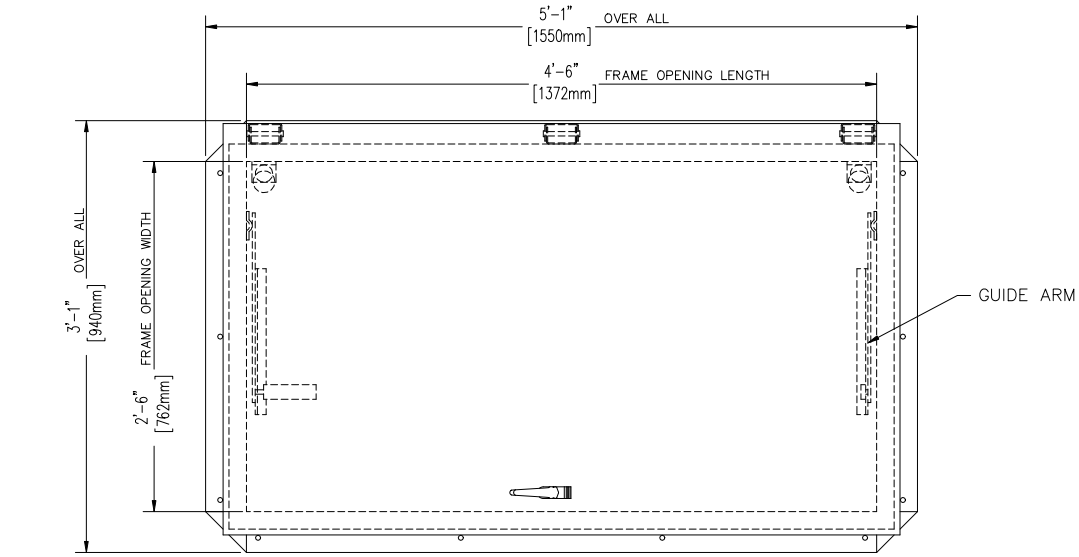 5'-1" OVER ALL
[1550mm]
4'-6" FRAME OPENING LENGTH
[1372mm]
3'-1" OVER ALL
[940mm]
2'-6" FRAME OPENING WIDTH
[762mm]
GUIDE ARM